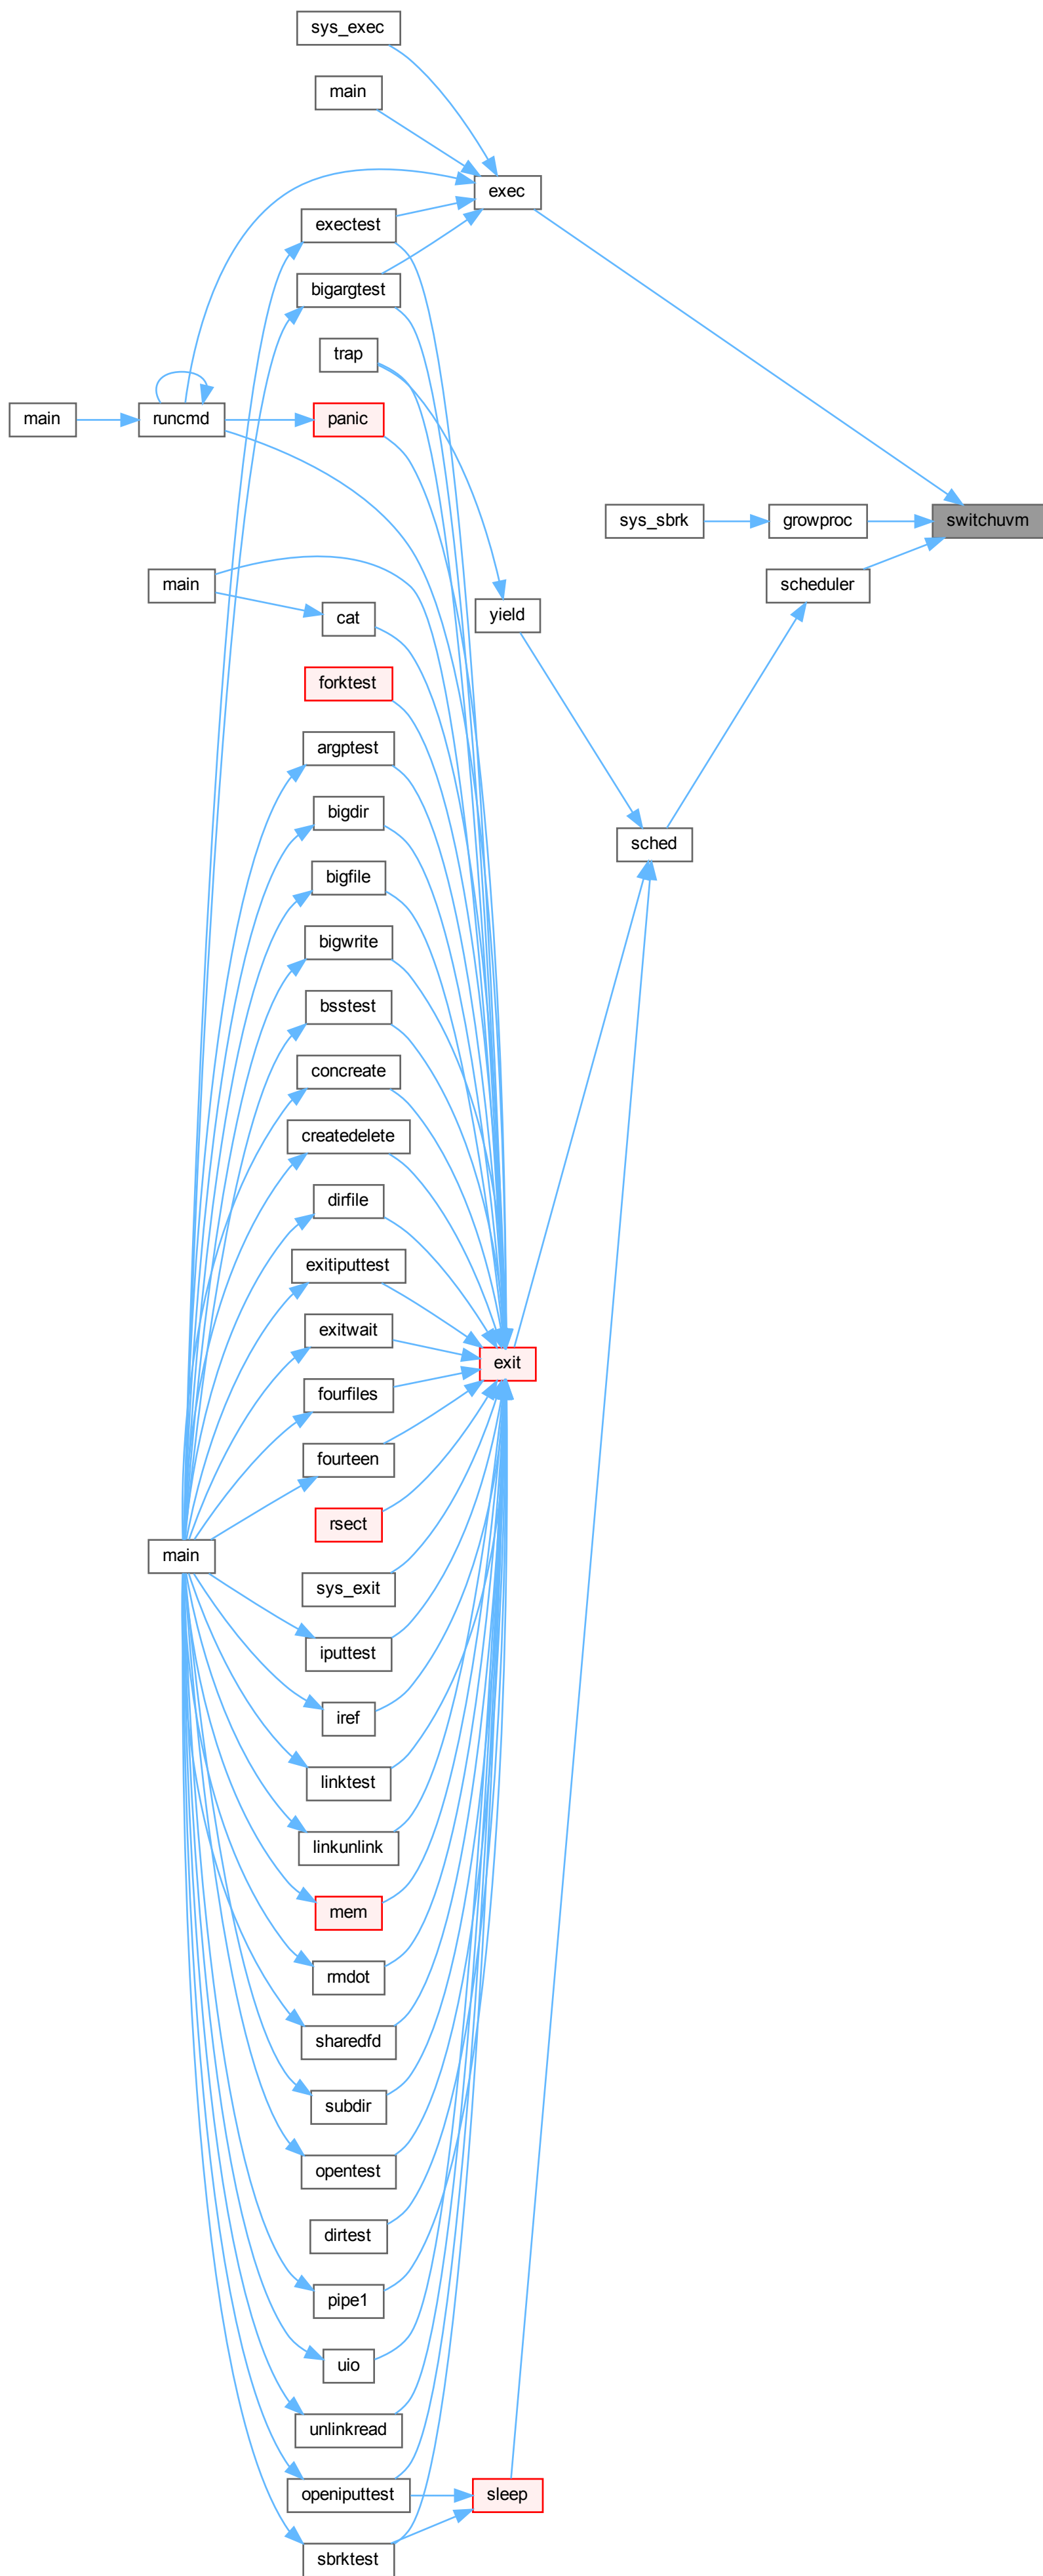 sys_exec
main
exec
exectest
bigargtest
trap
main
runcmd
panic
sys_sbrk
growproc
switchuvm
main
scheduler
cat
yield
forktest
argptest
bigdir
sched
bigfile
bigwrite
bsstest
concreate
createdelete
dirfile
exitiputtest
exitwait
exit
fourfiles
fourteen
rsect
main
sys_exit
iputtest
iref
linktest
linkunlink
mem
rmdot
sharedfd
subdir
opentest
dirtest
pipe1
uio
unlinkread
openiputtest
sleep
sbrktest